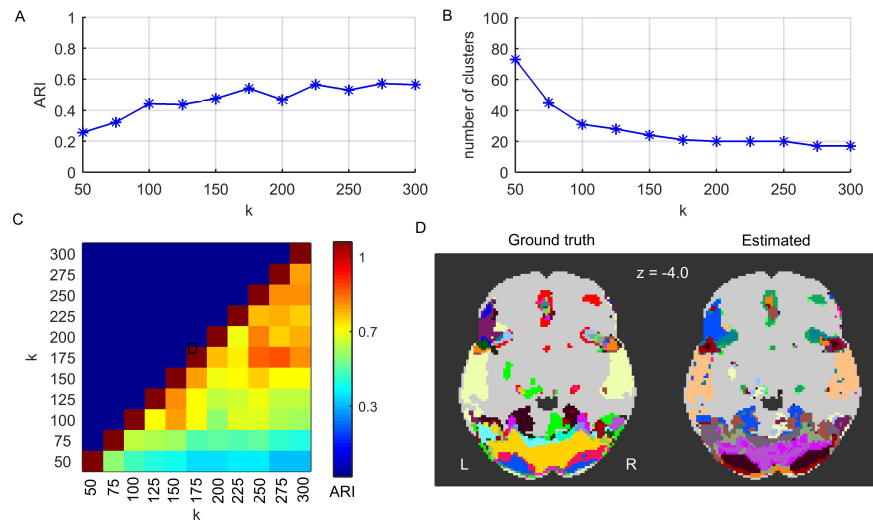 A
1
0.8
0.6
0.4
0.2
0
ARI
50 100 150 200 250 300
k
B
100
80
60
40
20
0
number of clusters
50 100 150 200 250 300
k
C
300
275
250
225
200
175
150
125
100
75
50
k
D
50 75 100 125 150 175 200 225 250 275 300
k
1
0.7
0.3
ARI
D
Ground truth Estimated
z = -4.0
L R